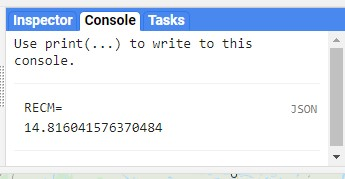 Inspector Console Tasks
Use print(...) to write to this
console.
RECM= JSON
14.816041576370484